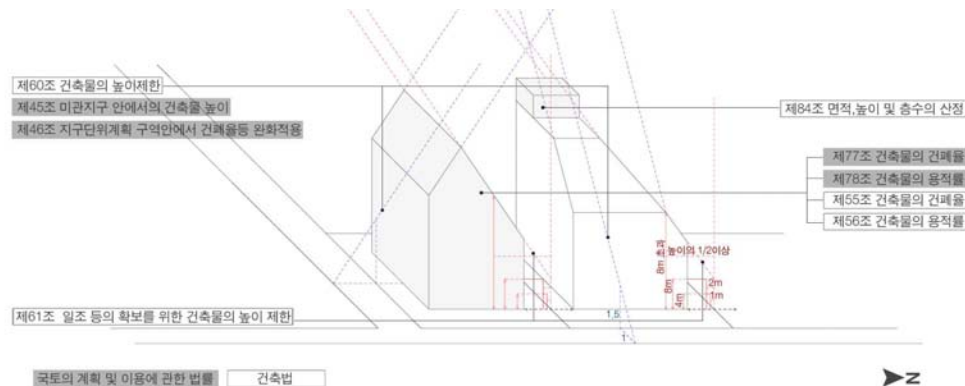 제60조 건축물의 높이제한
제45조 미관지구 안에서의 건축물 높이
제46조 지구단위계획 구역안에서 건폐율등 완화적용
제84조 면적,높이 및 층수의 산정
제77조 건축물의 건폐율
제78조 건축물의 용적률
제55조 건축물의 건폐율
제56조 건축물의 용적률
높이의 1/2이상
8m 초과
8m
4m
2m
1m
1.5
1
제61조 일조 등의 확보를 위한 건축물의 높이 제한
국토의 계획 및 이용에 관한 법률
건축법
N